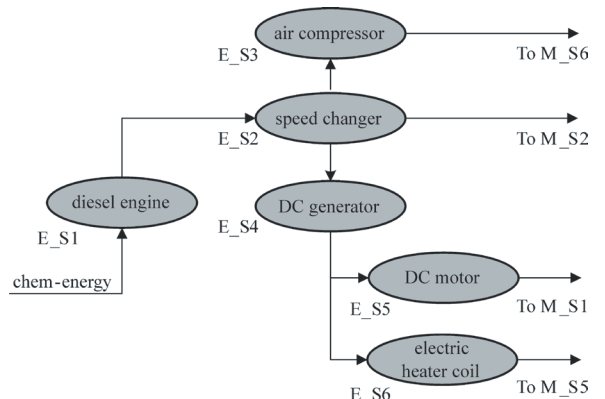 air compressor
E_S3
To M_S6
speed changer
E_S2
To M_S2
diesel engine
E_S1
DC generator
E_S4
chem-energy
DC motor
E_S5
To M_S1
electric
heater coil
E_S6
To M_S5